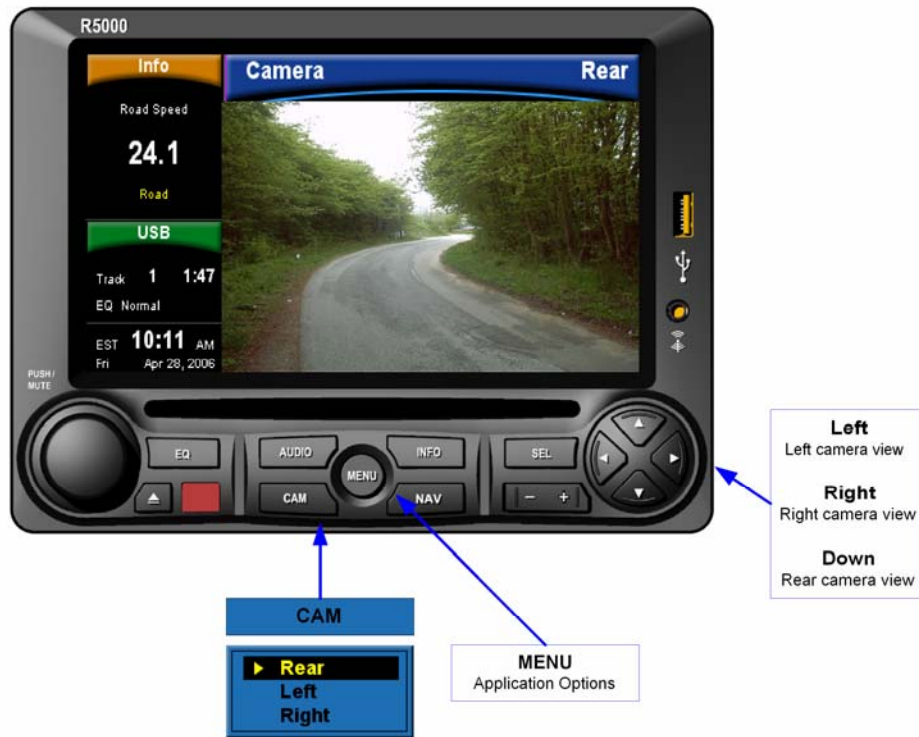 R5000
Info
Road Speed
24.1
Road
USB
Track 1 1:47
EQ Normal
EST 10:11 AM
Fri Apr 28, 2006
Camera Rear
PUSH /
MUTE
EQ
AUDIO
INFO
MENU
CAM
NAV
SEL
- +
Left
Left camera view
Right
Right camera view
Down
Rear camera view
CAM
Rear
Left
Right
MENU
Application Options